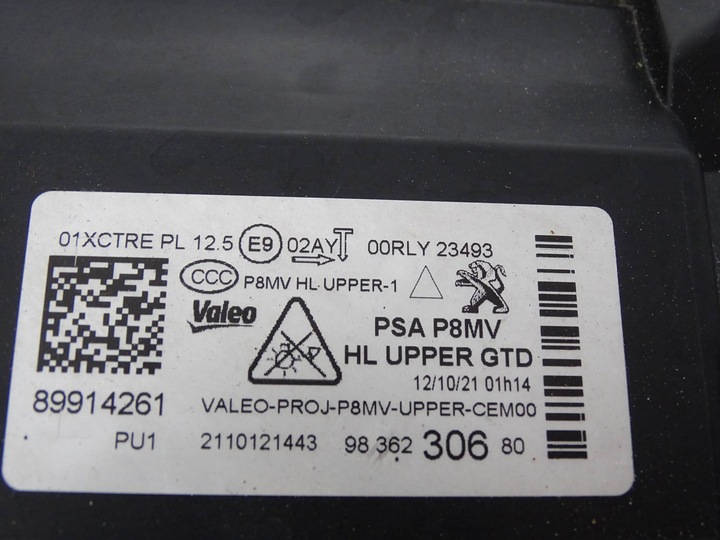 01XCTRE PL 12.5 E9 02AY 00RLY 23493
CCC P8MV HL UPPER-1
Valeo
PSA P8MV
HL UPPER GTD
12/10/21 01h14
89914261 VALEO-PROJ-P8MV-UPPER-CEM00
PU1 2110121443 98 362 306 80